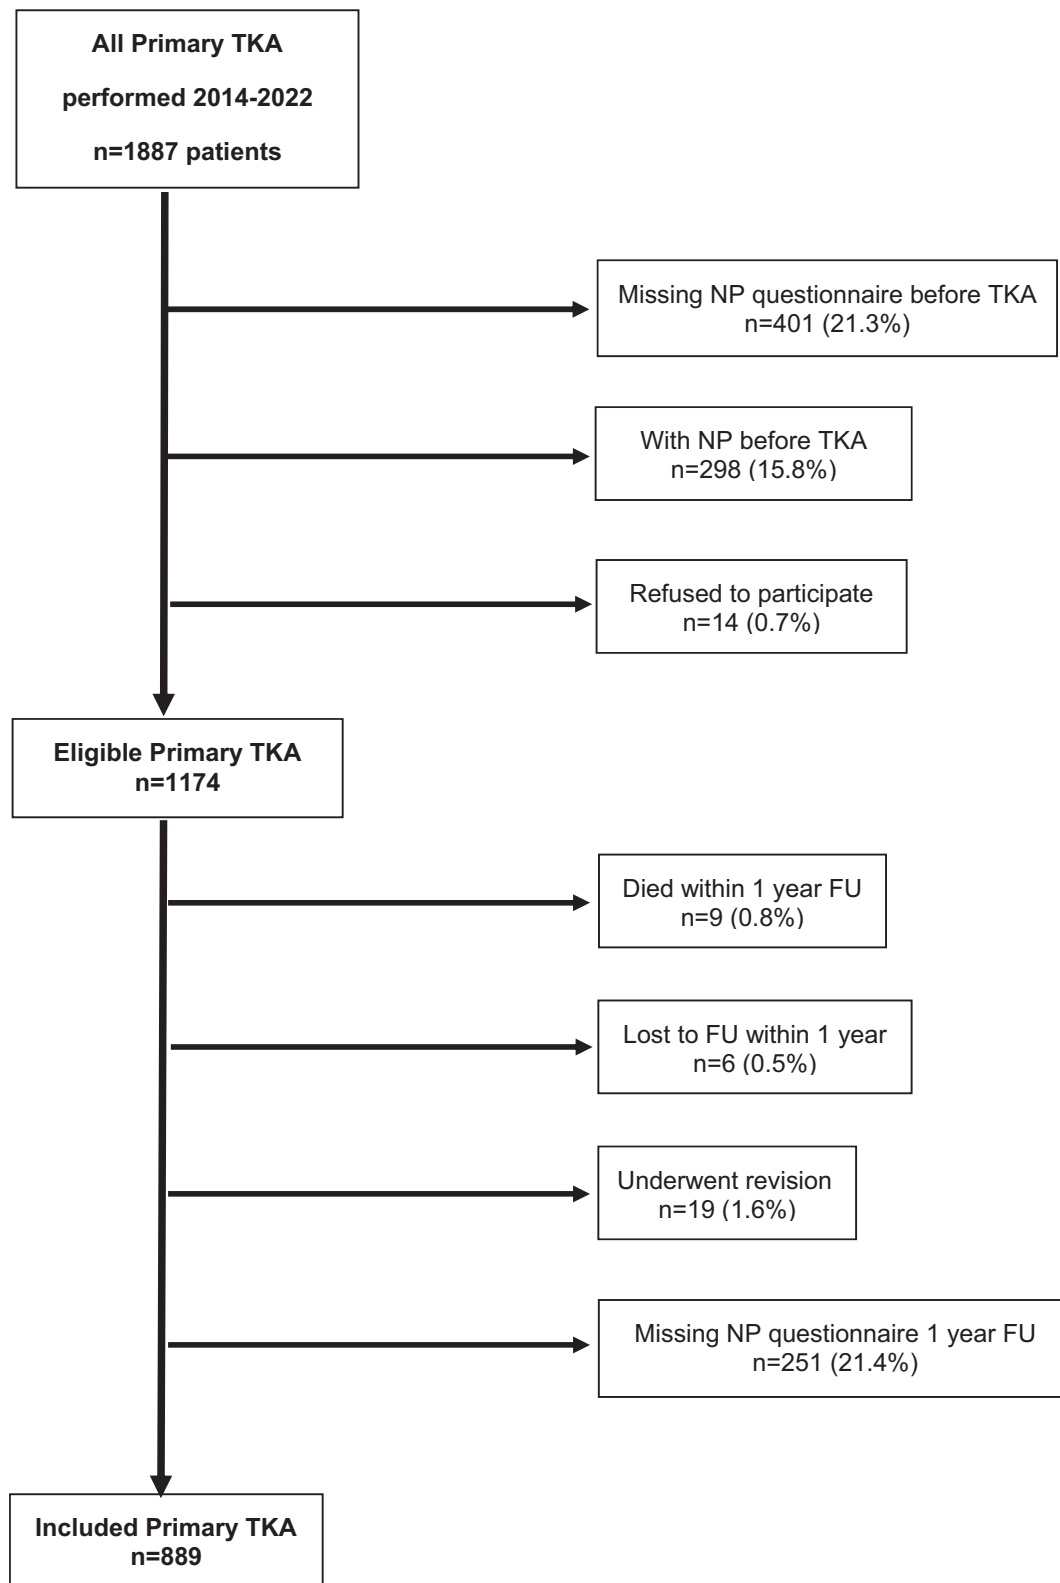 All Primary TKA
performed 2014-2022
n=1887 patients
Missing NP questionnaire before TKA
n=401 (21.3%)
With NP before TKA
n=298 (15.8%)
Refused to participate
n=14 (0.7%)
Eligible Primary TKA
n=1174
Died within 1 year FU
n=9 (0.8%)
Lost to FU within 1 year
n=6 (0.5%)
Underwent revision
n=19 (1.6%)
Missing NP questionnaire 1 year FU
n=251 (21.4%)
Included Primary TKA
n=889